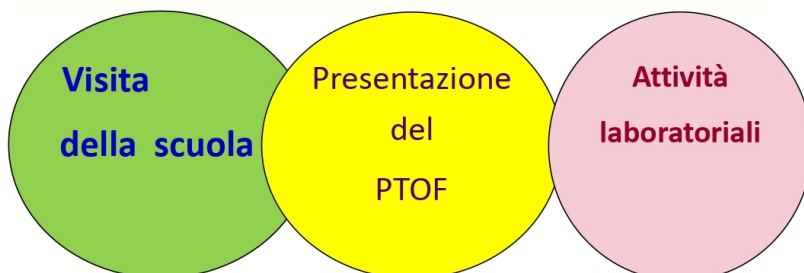 Visita
della scuola
Presentazione
del
PTOF
Attività
laboratoriali